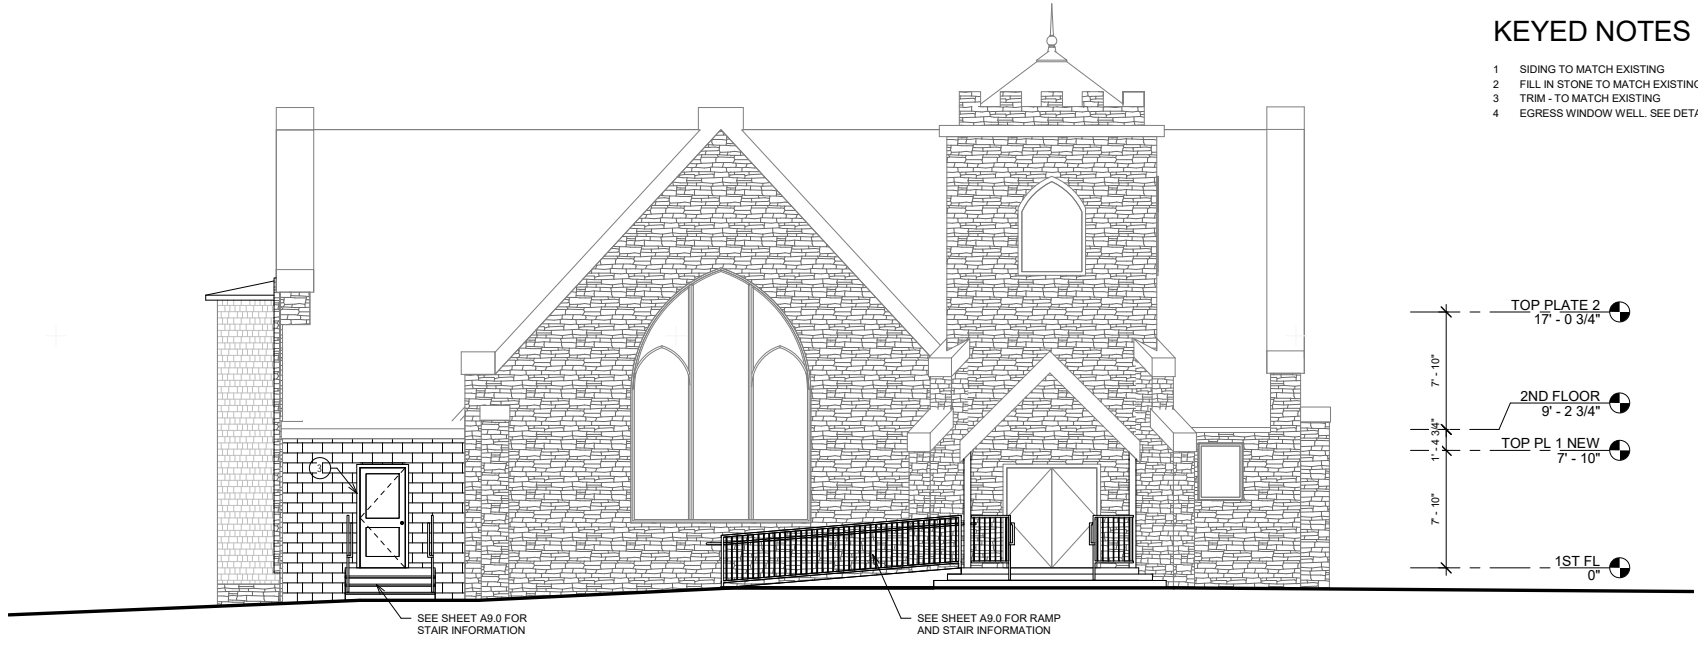 KEYED NOTES
1 SIDING TO MATCH EXISTING
2 FILL IN STONE TO MATCH EXISTING
3 TRIM - TO MATCH EXISTING
4 EGRESS WINDOW WELL. SEE
TOP PLATE 2
17' - 0 3/4"
7' - 10"
2ND FLOOR
9' - 2 3/4"
1' - 4 3/4"
TOP PL 1 NEW
7' - 10"
7' - 10"
1ST FL
0"
3
SEE SHEET A9.0 FOR
STAIR INFORMATION
SEE SHEET A9.0 FOR RAMP
AND STAIR INFORMATION